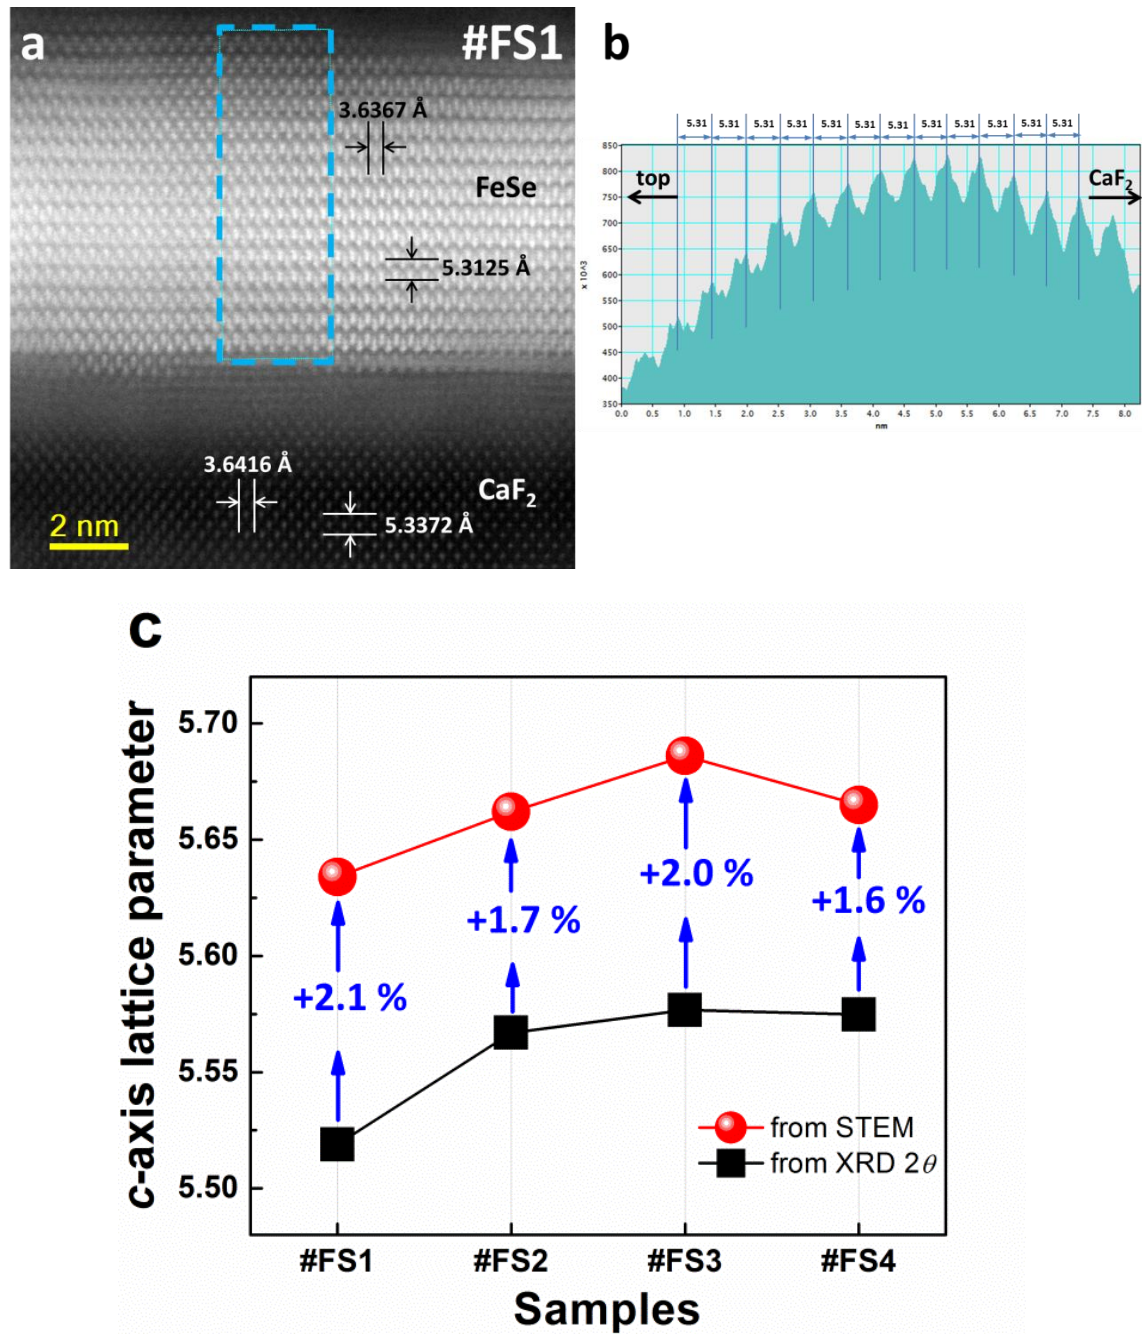 a
#FS1
3.6367 Å
FeSe
5.3125 Å
3.6416 Å
CaF2
5.3372 Å
2 nm
b
5.31 5.31 5.31 5.31 5.31 5.31 5.31 5.31 5.31 5.31 5.31 5.31
850
800
750
700
650
600
550
500
450
400
350
x 10^3
top
CaF2
0.0 0.5 1.0 1.5 2.0 2.5 3.0 3.5 4.0 4.5 5.0 5.5 6.0 6.5 7.0 7.5 8.0
nm
c
c-axis lattice parameter
5.70
5.65
5.60
5.55
5.50
+2.1 %
+1.7 %
+2.0 %
+1.6 %
from STEM
from XRD 2θ
#FS1 #FS2 #FS3 #FS4
Samples